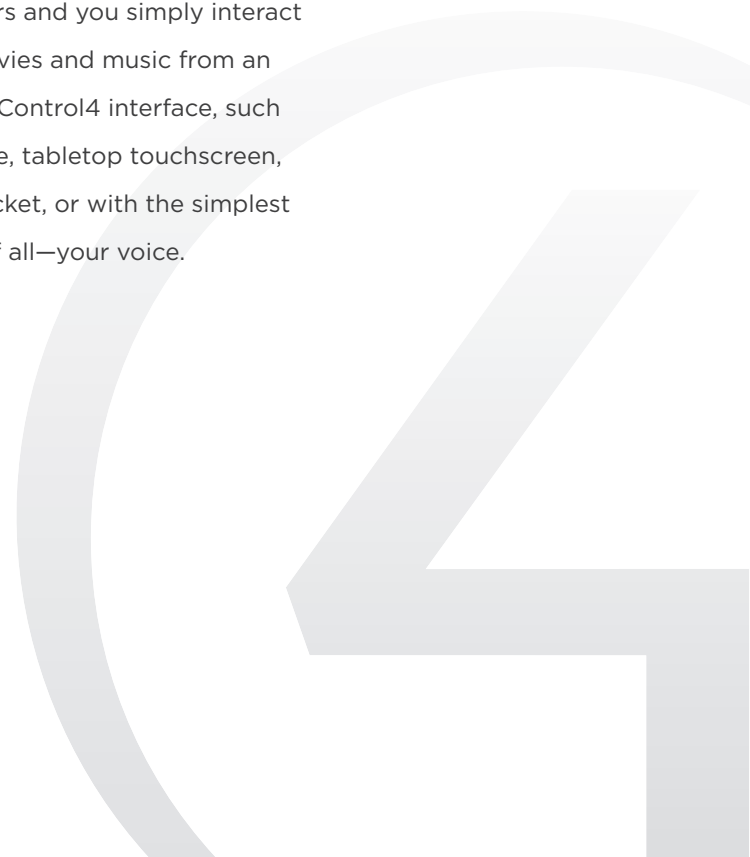 rs and you simply interact
vies and music from an
Control4 interface, such
e, tabletop touchscreen,
cket, or with the simplest
all—your voice.
4